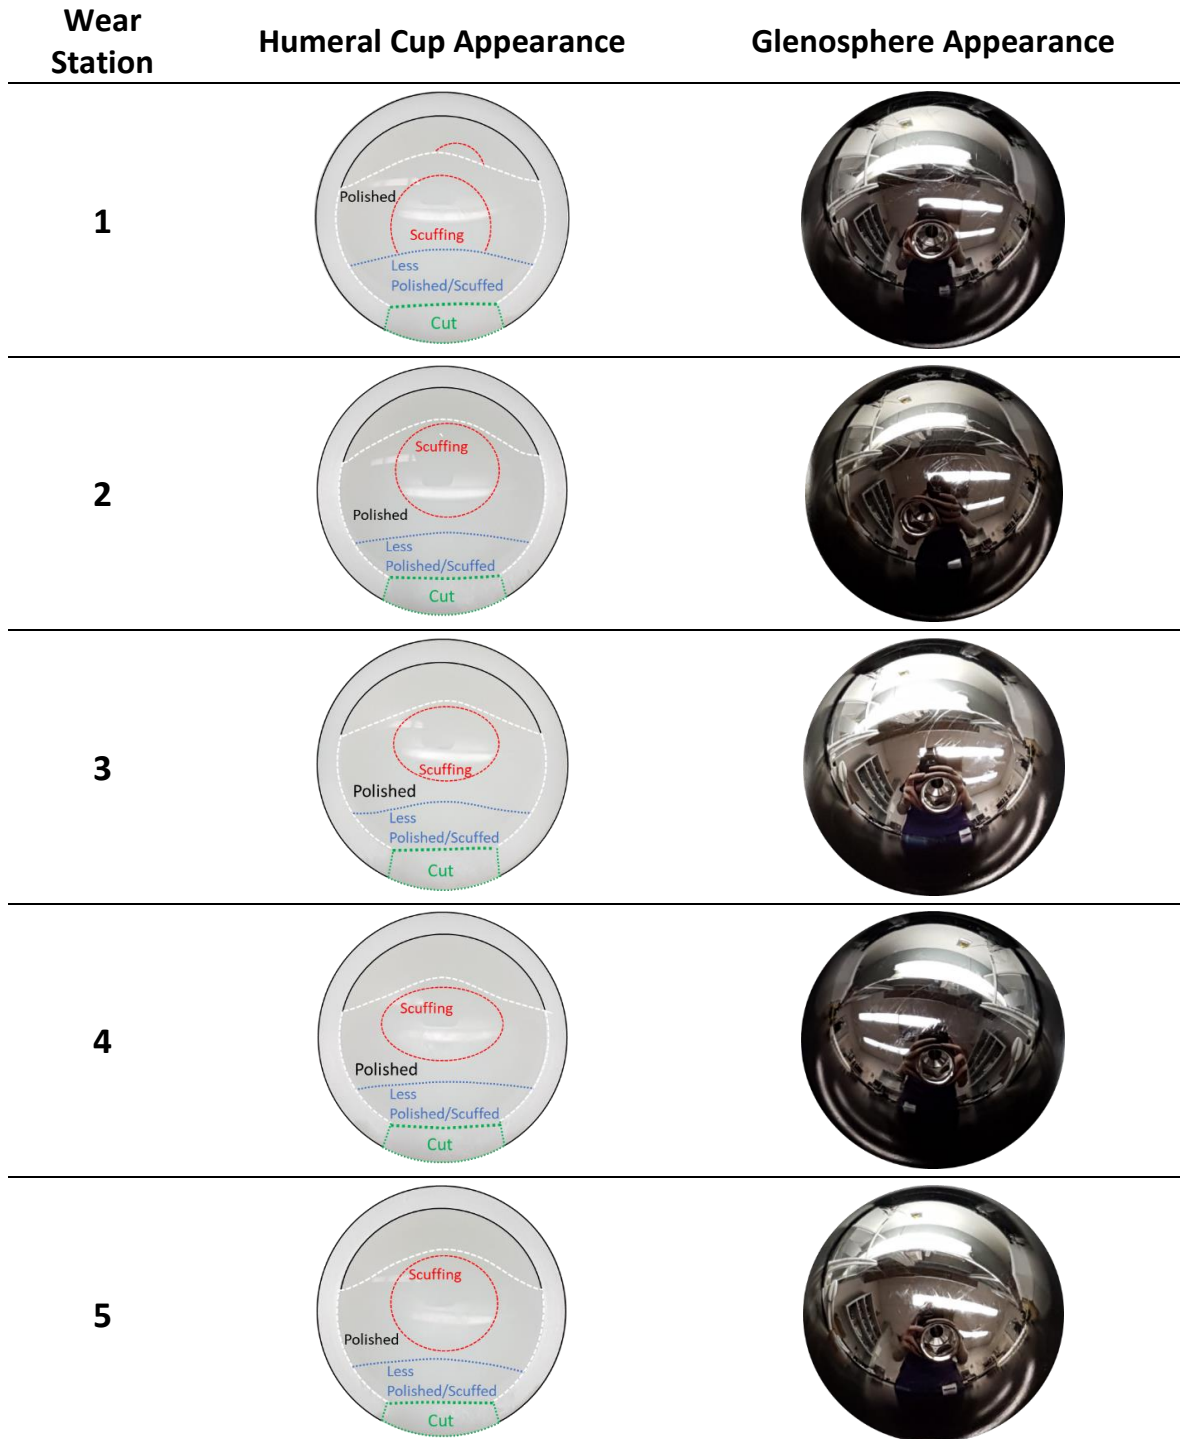 Wear
Station
Humeral Cup Appearance
Glenosphere Appearance
1
Polished
Scuffing
Less
Polished/Scuffed
Cut
2
Scuffing
Polished
Less
Polished/Scuffed
Cut
3
Scuffing
Polished
Less
Polished/Scuffed
Cut
4
Scuffing
Polished
Less
Polished/Scuffed
Cut
5
Scuffing
Polished
Less
Polished/Scuffed
Cut